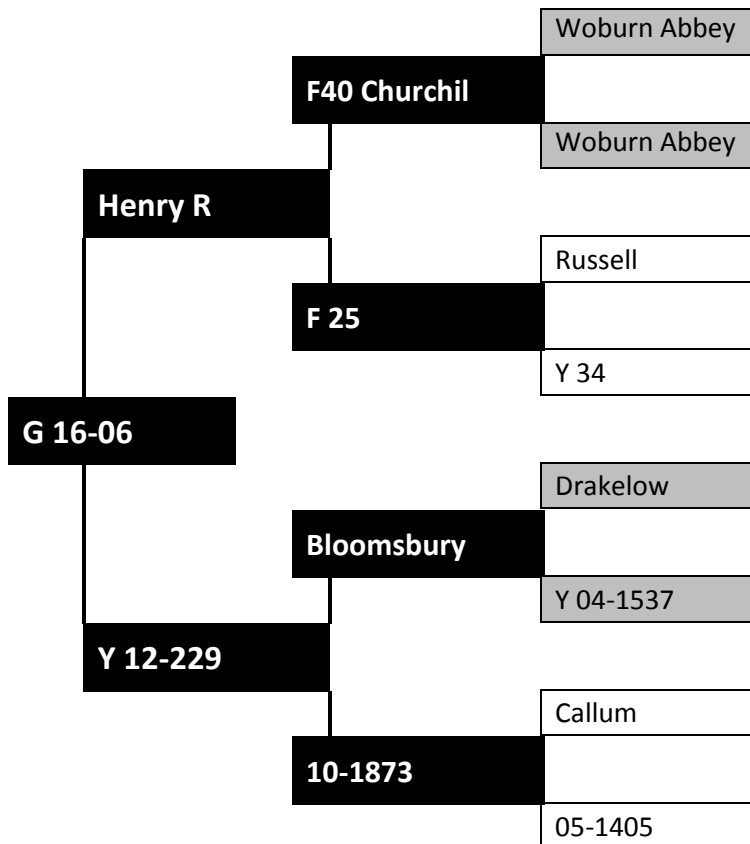 Woburn Abbey
F40 Churchil
Woburn Abbey
Henry R
Russell
F 25
Y 34
G 16-06
Drakelow
Bloomsbury
Y 04-1537
Y 12-229
Callum
10-1873
05-1405